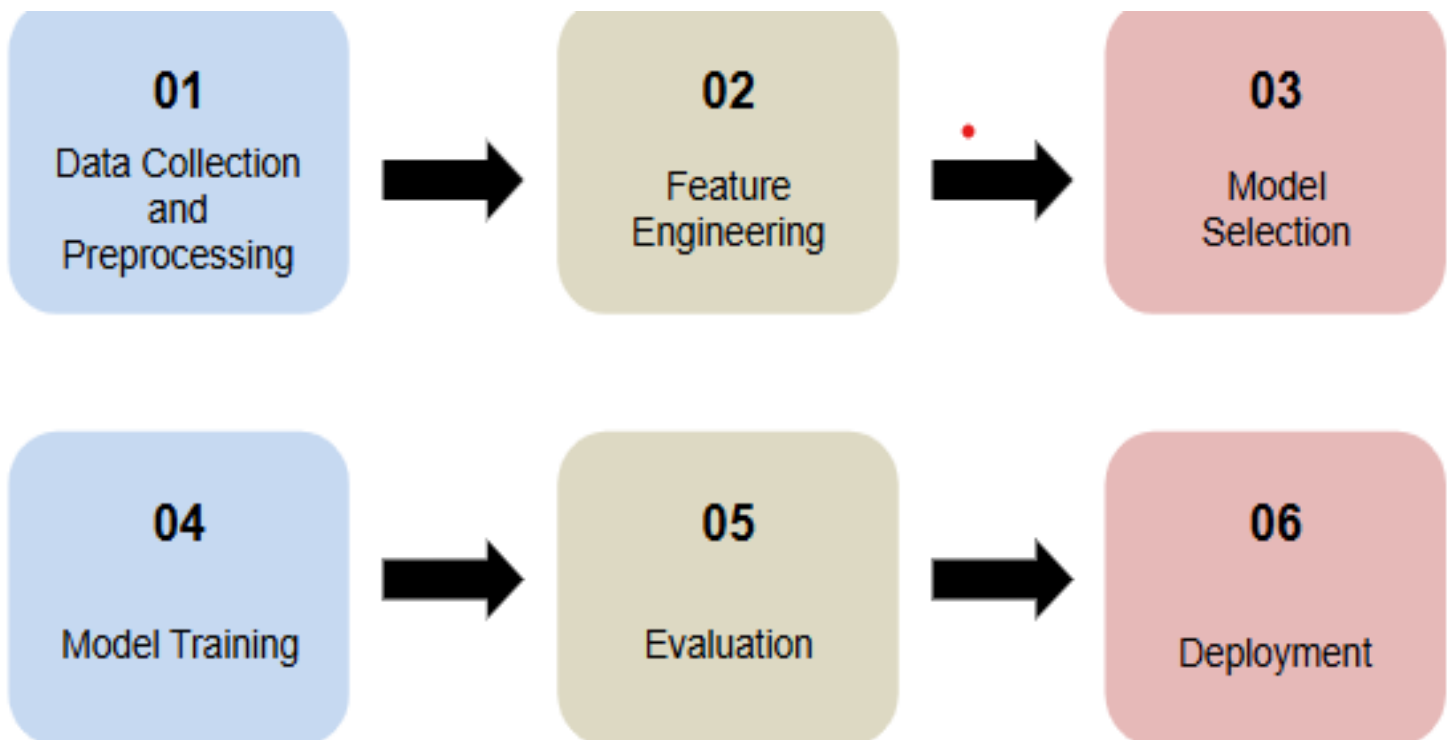 01
Data Collection
and
Preprocessing
02
Feature
Engineering
03
Model
Selection
04
Model Training
05
Evaluation
06
Deployment